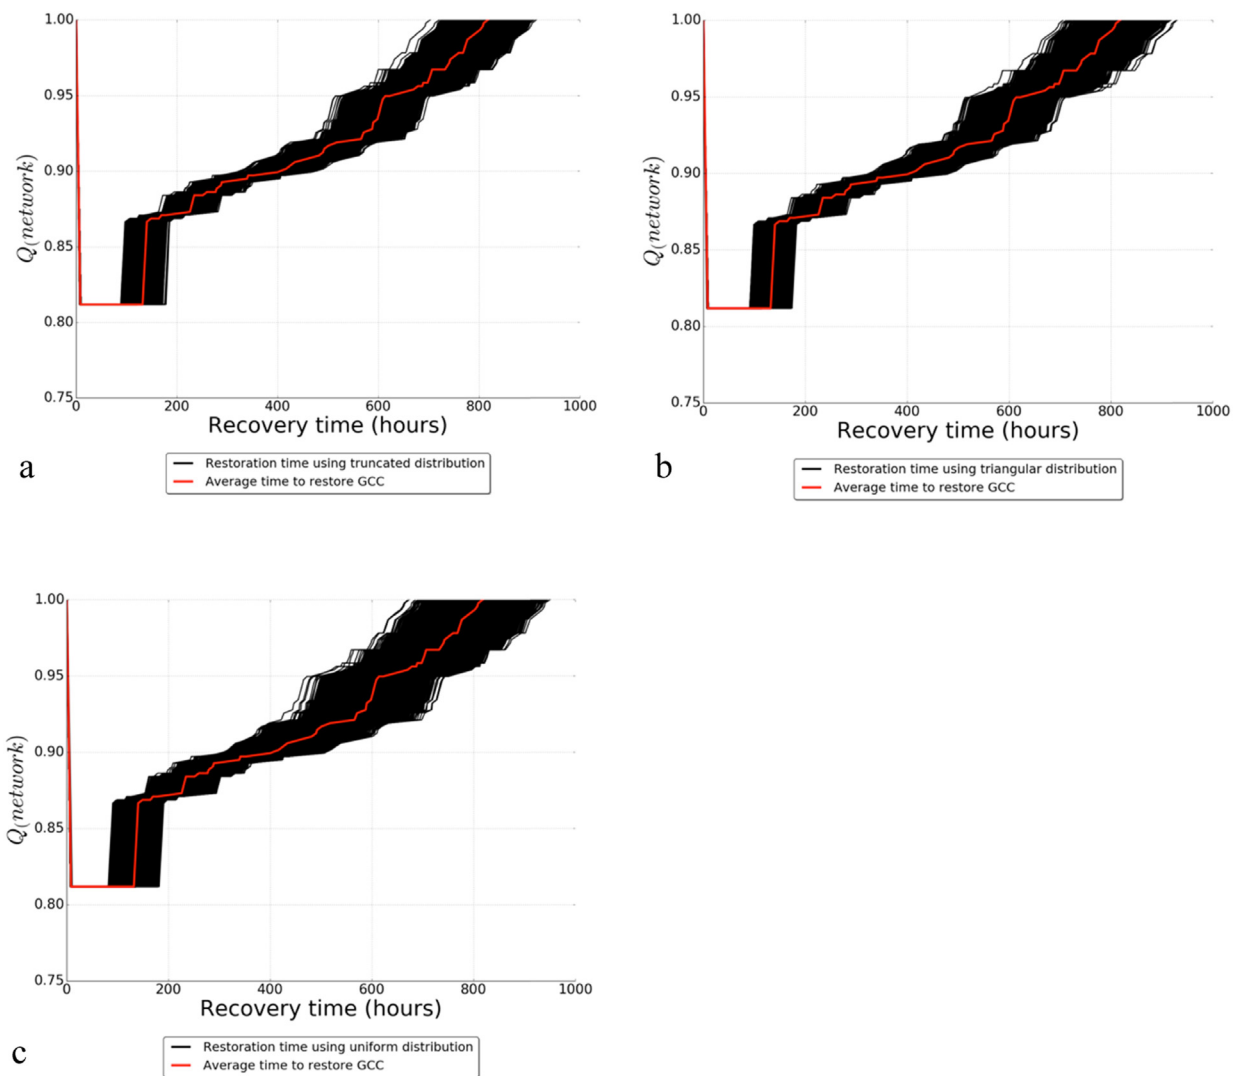 1.00
0.95
0.90
0.85
0.80
0.75
Q(network)
0 200 400 600 800 1000
Recovery time (hours)
a
Restoration time using truncated distribution
Average time to restore GCC
1.00
0.95
0.90
0.85
0.80
0.75
Q(network)
0 200 400 600 800 1000
Recovery time (hours)
b
Restoration time using triangular distribution
Average time to restore GCC
1.00
0.95
0.90
0.85
0.80
0.75
Q(network)
0 200 400 600 800 1000
Recovery time (hours)
c
Restoration time using uniform distribution
Average time to restore GCC